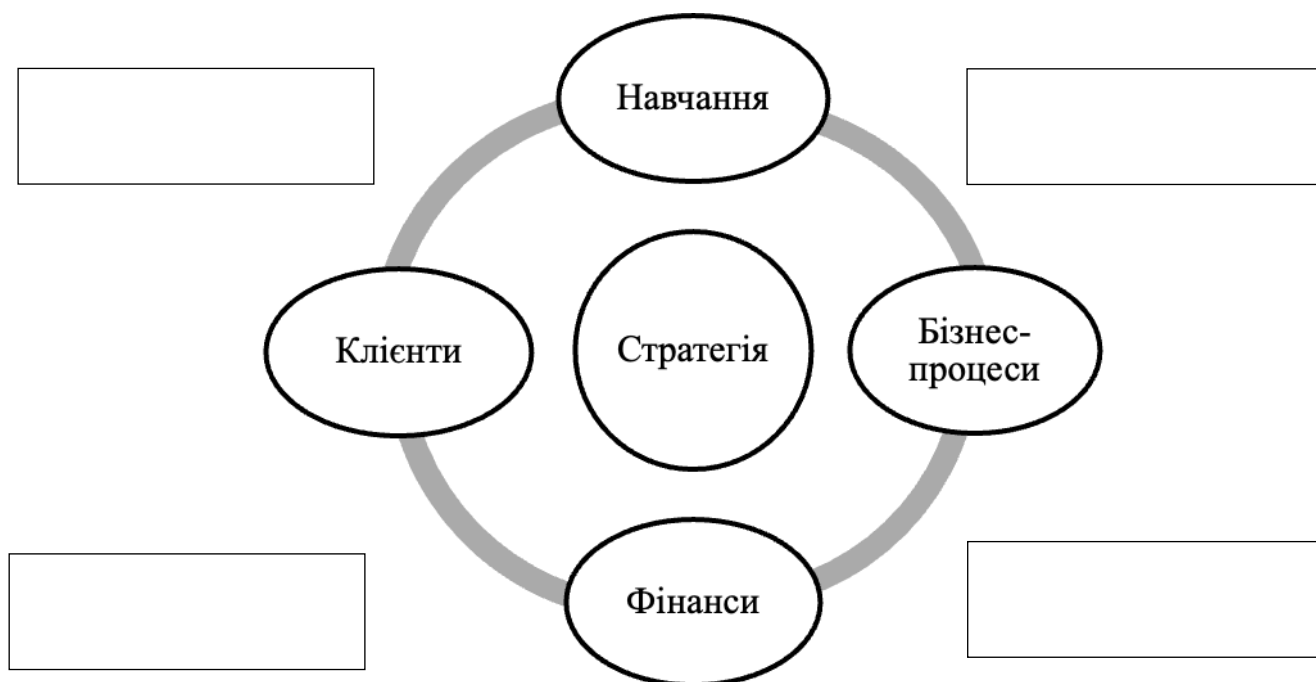 Навчання
Клієнти
Стратегія
Бізнес-
процеси
Фінанси